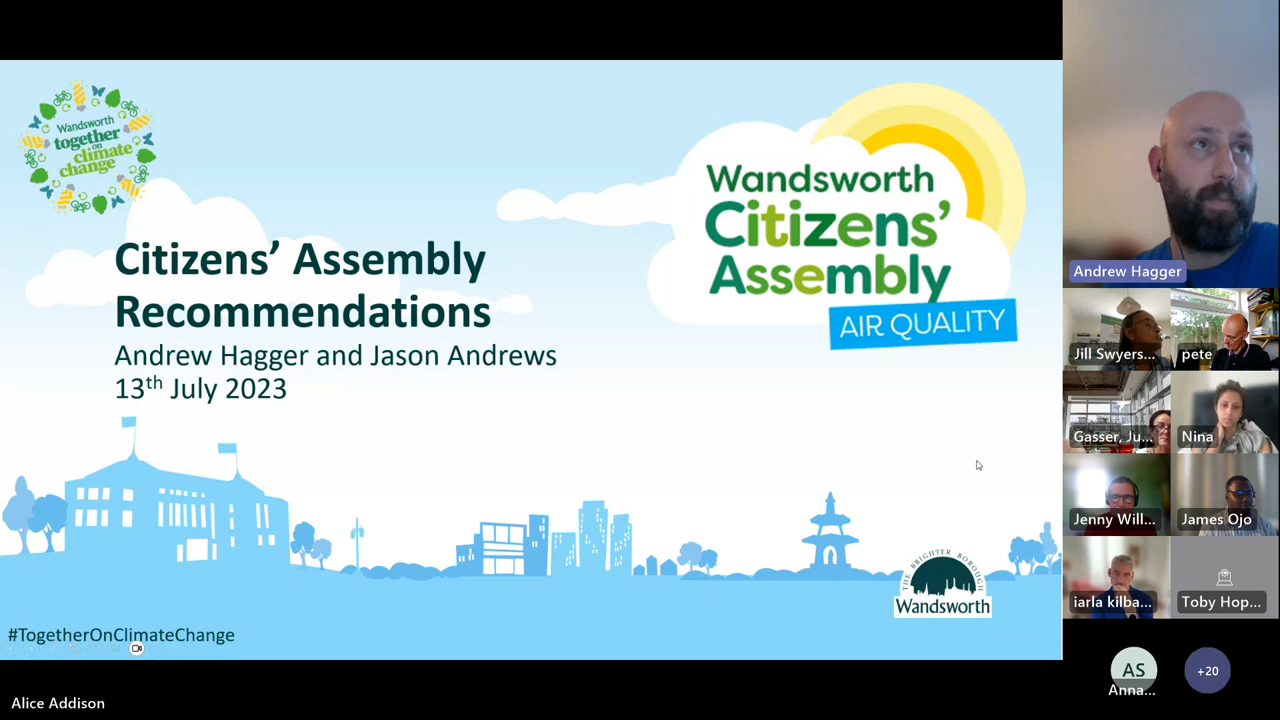 Wandsworth
together
on
climate
change
Wandsworth
Citizens'
Assembly
AIR QUALITY
Citizens' Assembly
Recommendations
Andrew Hagger and Jason Andrews
13th July 2023
THE BRIGHTER BOROUGH
Wandsworth
#TogetherOnClimateChange
Alice Addison
Andrew Hagger
Jill Swyers...
pete
Gasser, Ju...
Nina
Jenny Will...
James Ojo
iarla kilba...
Toby Hop...
AS
Anna...
+20